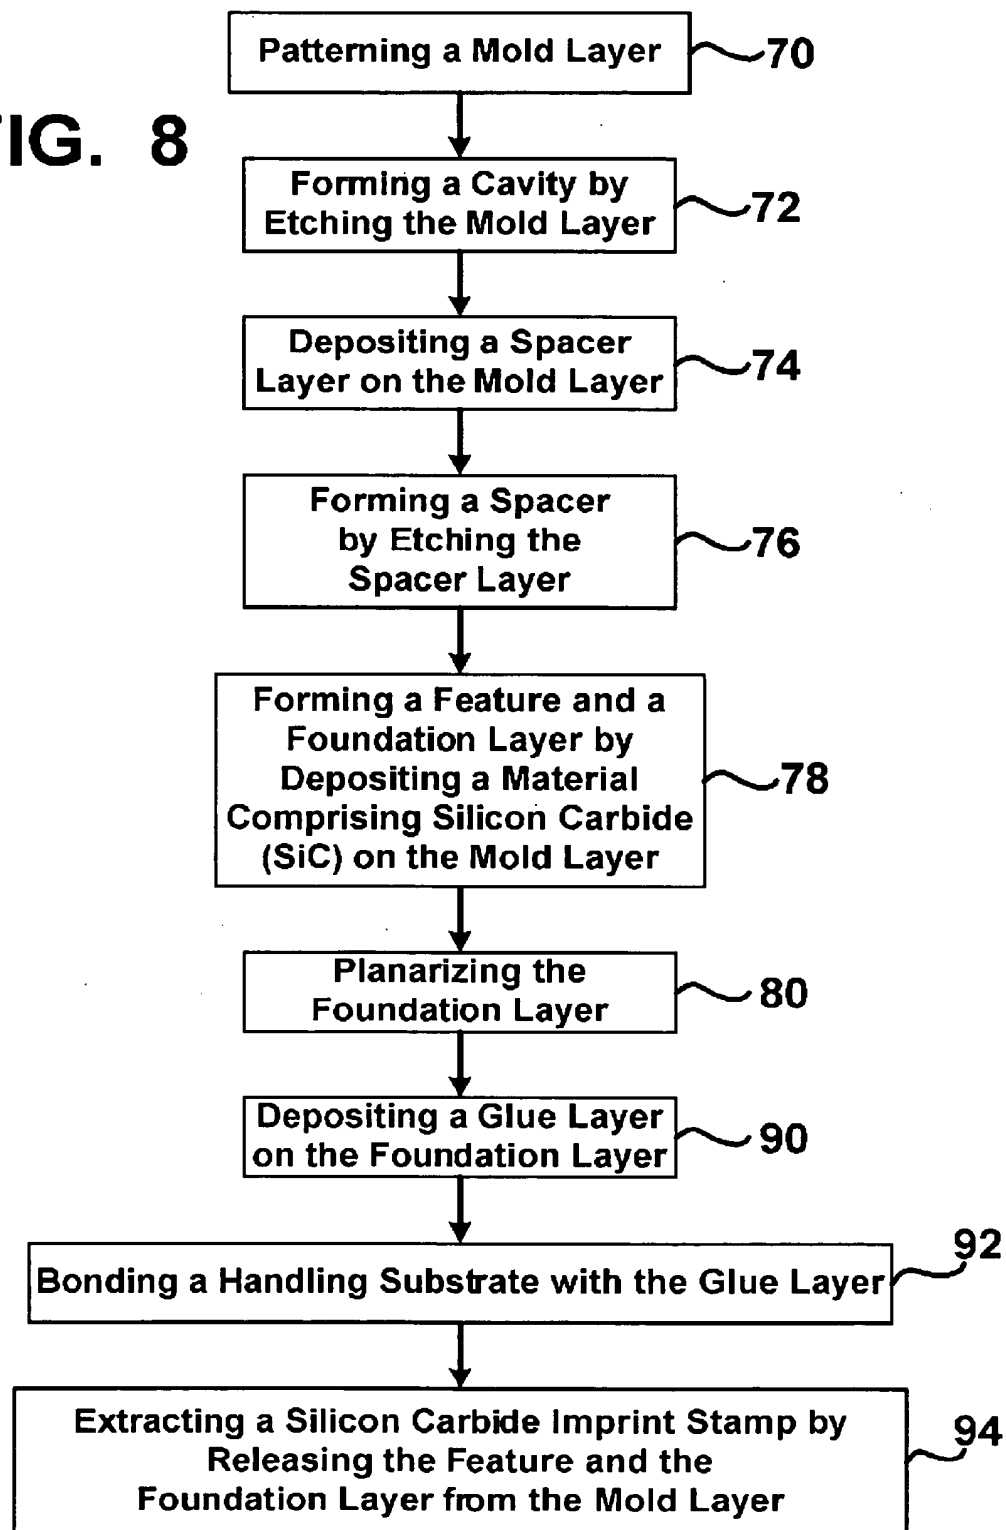 Patterning a Mold Layer
70
FIG. 8
Forming a Cavity by
Etching the Mold Layer
72
Depositing a Spacer
Layer on the Mold Layer
74
Forming a Spacer
by Etching the
Spacer Layer
76
Forming a Feature and a
Foundation Layer by
Depositing a Material
Comprising Silicon Carbide
(SiC) on the Mold Layer
78
Planarizing the
Foundation Layer
80
Depositing a Glue Layer
on the Foundation Layer
90
Bonding a Handling Substrate with the Glue Layer
92
Extracting a Silicon Carbide Imprint Stamp by
Releasing the Feature and the
Foundation Layer from the Mold Layer
94